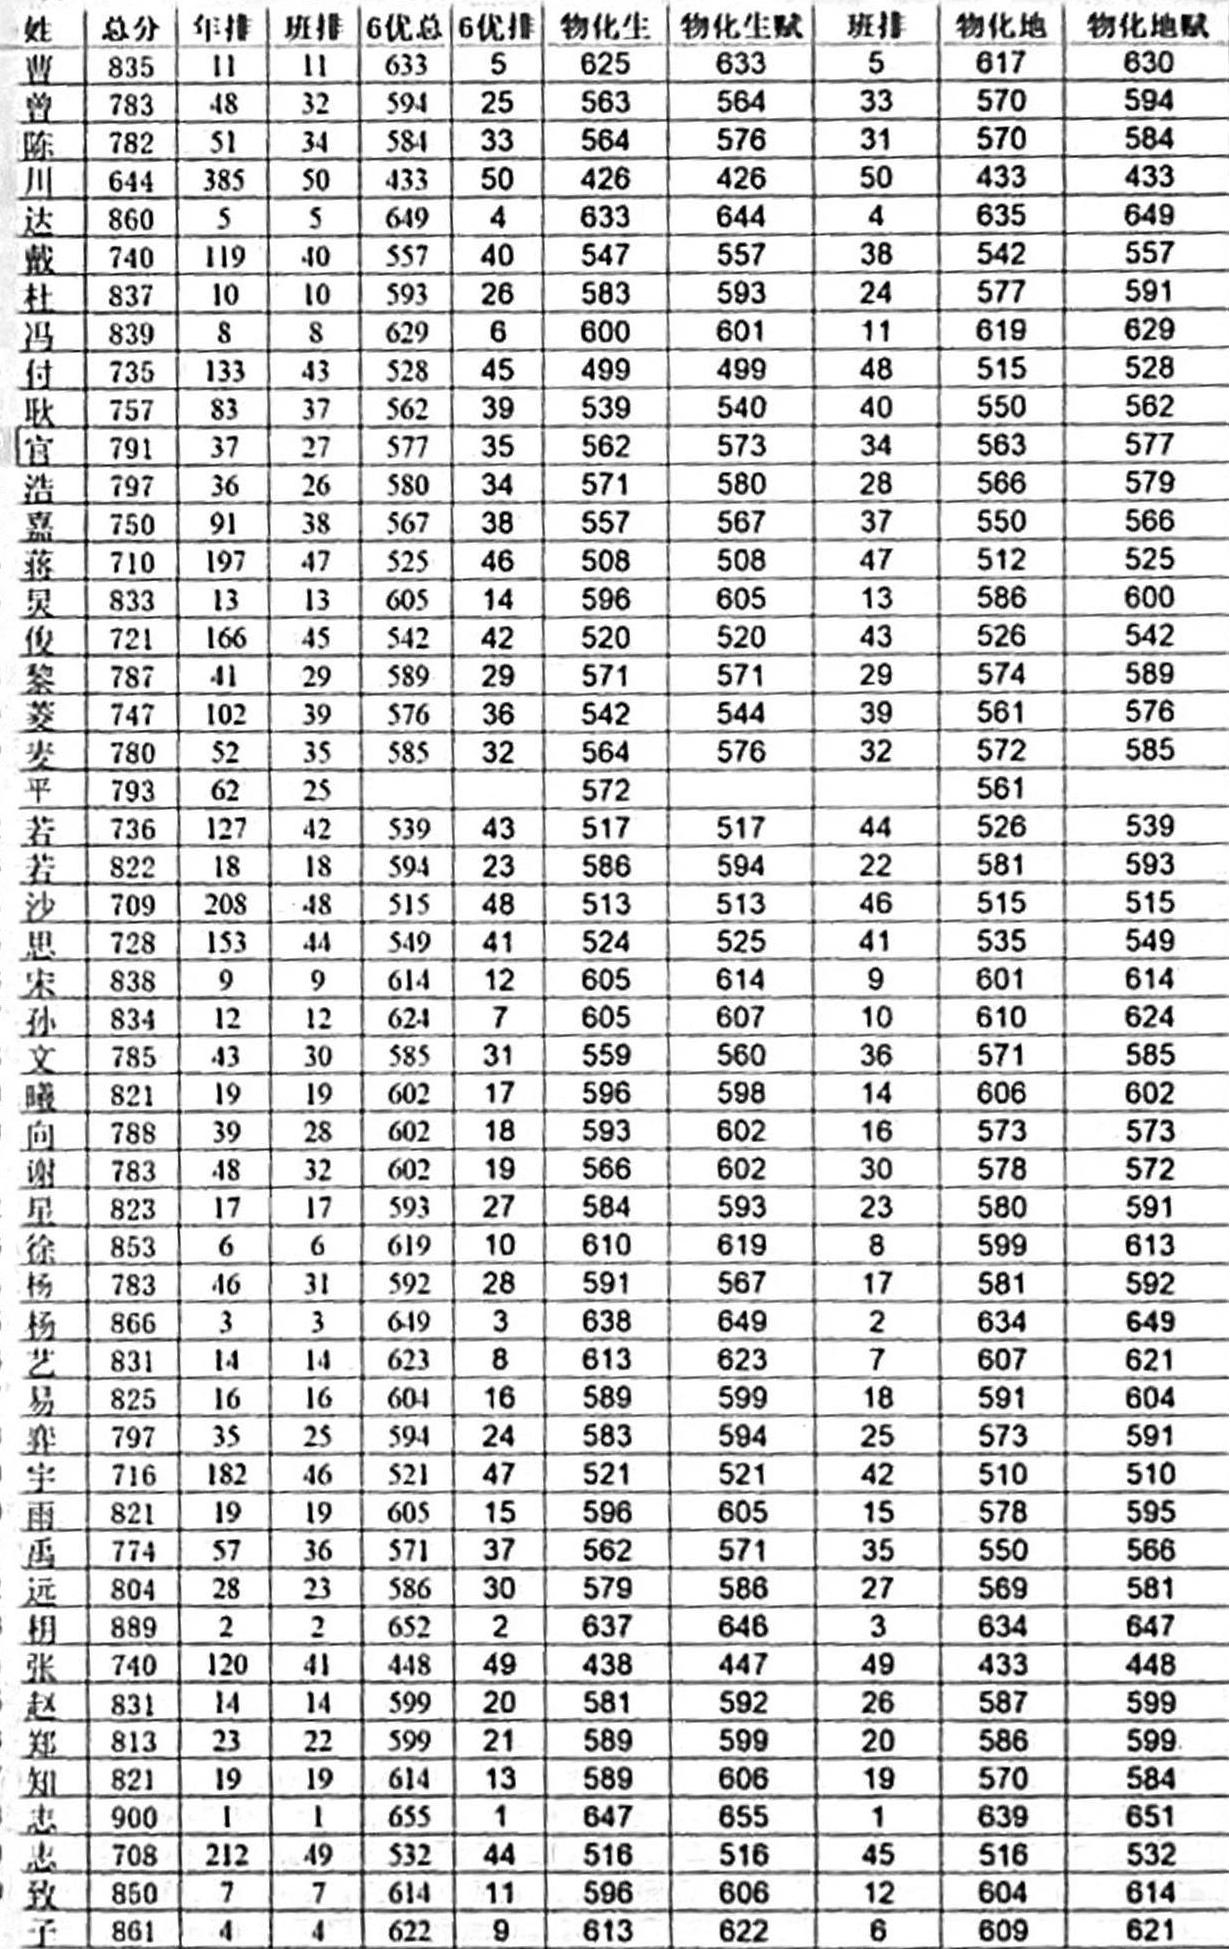 姓 总分 年排 班排 6优总 6优排 物化生 物化生赋 班排 物化地 物化地赋
曹 835 11 11 633 5 625 633 5 617 630
曾 783 48 32 594 25 563 564 33 570 594
陈 782 51 34 584 33 564 576 31 570 584
川 644 385 50 433 50 426 426 50 433 433
达 860 5 5 649 4 633 644 4 635 649
戴 740 119 40 557 40 547 557 38 542 557
杜 837 10 10 593 26 583 593 24 577 591
冯 839 8 8 629 6 600 601 11 619 629
付 735 133 43 528 45 499 499 48 515 528
耿 757 83 37 562 39 539 540 40 550 562
官 791 37 27 577 35 562 573 34 563 577
浩 797 36 26 580 34 571 580 28 566 579
嘉 750 91 38 567 38 557 567 37 550 566
蒋 710 197 47 525 46 508 508 47 512 525
炅 833 13 13 605 14 596 605 13 586 600
俊 721 166 45 542 42 520 520 43 526 542
黎 787 41 29 589 29 571 571 29 574 589
菱 747 102 39 576 36 542 544 39 561 576
麦 780 52 35 585 32 564 576 32 572 585
平 793 62 25 572 561
若 736 127 42 539 43 517 517 44 526 539
若 822 18 18 594 23 586 594 22 581 593
沙 709 208 48 515 48 513 513 46 515 515
思 728 153 44 549 41 524 525 41 535 549
宋 838 9 9 614 12 605 614 9 601 614
孙 834 12 12 624 7 605 607 10 610 624
文 785 43 30 585 31 559 560 36 571 585
曦 821 19 19 602 17 596 598 14 606 602
向 788 39 28 602 18 593 602 16 573 573
谢 783 48 32 602 19 566 602 30 578 572
星 823 17 17 593 27 584 593 23 580 591
徐 853 6 6 619 10 610 619 8 599 613
杨 783 46 31 592 28 591 567 17 581 592
杨 866 3 3 649 3 638 649 2 634 649
艺 831 14 14 623 8 613 623 7 607 621
易 825 16 16 604 16 589 599 18 591 604
797 35 25 594 24 583 594 25 573 591
宇 716 182 46 521 47 521 521 42 510 510
雨 821 19 19 605 15 596 605 15 578 595
禹 774 57 36 571 37 562 571 35 550 566
远 804 28 23 586 30 579 586 27 569 581
889 2 2 652 2 637 646 3 634 647
张 740 120 41 448 49 438 447 49 433 448
赵 831 14 14 599 20 581 592 26 587 599
郑 813 23 22 599 21 589 599 20 586 599
知 821 19 19 614 13 589 606 19 570 584
忠 900 1 1 655 1 647 655 1 639 651
志 708 212 49 532 44 516 516 45 516 532
致 850 7 7 614 11 596 606 12 604 614
子 861 4 4 622 9 613 622 6 609 621